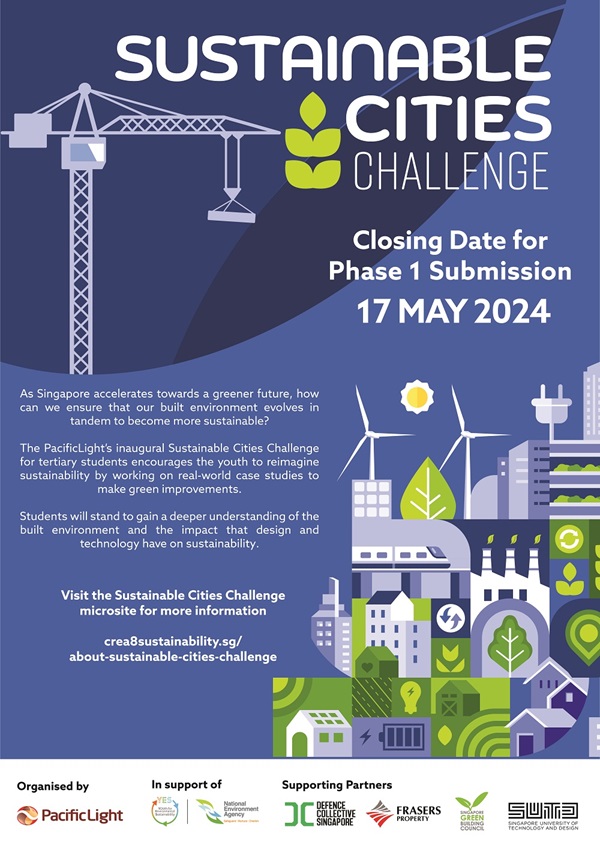 SUSTAINABLE
CITIES
CHALLENGE
Closing Date for
Phase 1 Submission
17 MAY 2024
As Singapore accelerates towards a greener future, how
can we ensure that our built environment evolves in
tandem to become more sustainable?
The PacificLight's inaugural Sustainable Cities Challenge
for tertiary students encourages the youth to reimagine
sustainability by working on real-world case studies to
make green improvements.
Students will stand to gain a deeper understanding of the
built environment and the impact that design and
technology have on sustainability.
Visit the Sustainable Cities Challenge
microsite for more information
crea8sustainability.sg/
about-sustainable-cities-challenge
Organised by
PacificLight
In support of
YES
National
Environment
Agency
Supporting Partners
DEFENCE
COLLECTIVE
SINGAPORE
FRASERS
PROPERTY
SINGAPORE
GREEN
BUILDING
COUNCIL
SUTD
SINGAPORE UNIVERSITY OF
TECHNOLOGY AND DESIGN